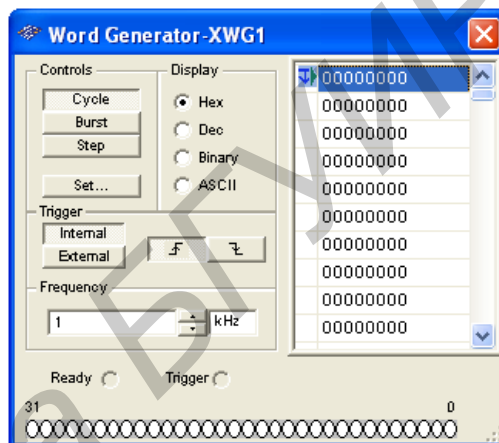 Word Generator-XWG1
Controls
Cycle
Burst
Step
Set...
Display
Hex
Dec
Binary
ASCII
Trigger
Internal
External
Frequency
1
kHz
Ready
Trigger
00000000
00000000
00000000
00000000
00000000
00000000
00000000
00000000
00000000
00000000
31
0
а БГУИР